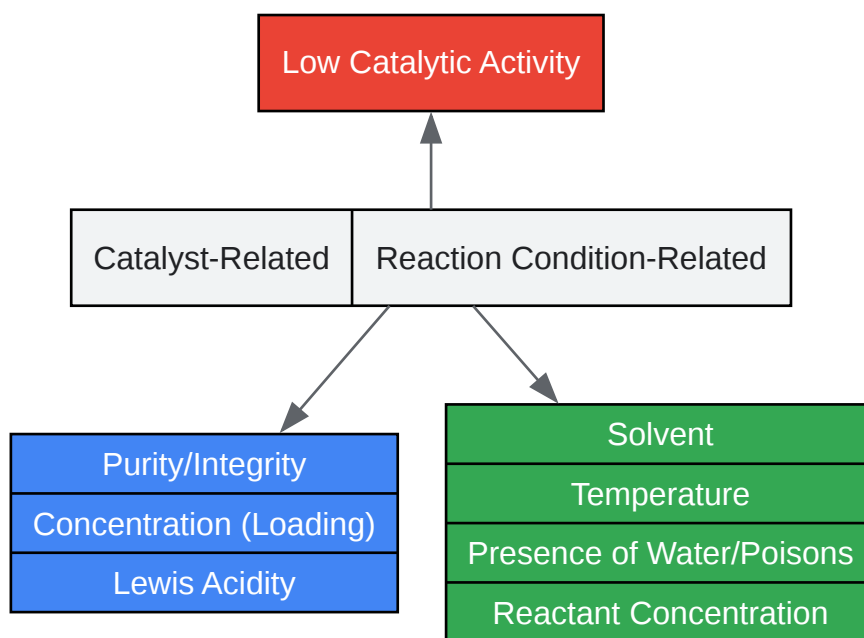 Low Catalytic Activity
Catalyst-Related
Reaction Condition-Related
Purity/Integrity
Concentration (Loading)
Lewis Acidity
Solvent
Temperature
Presence of Water/Poisons
Reactant Concentration